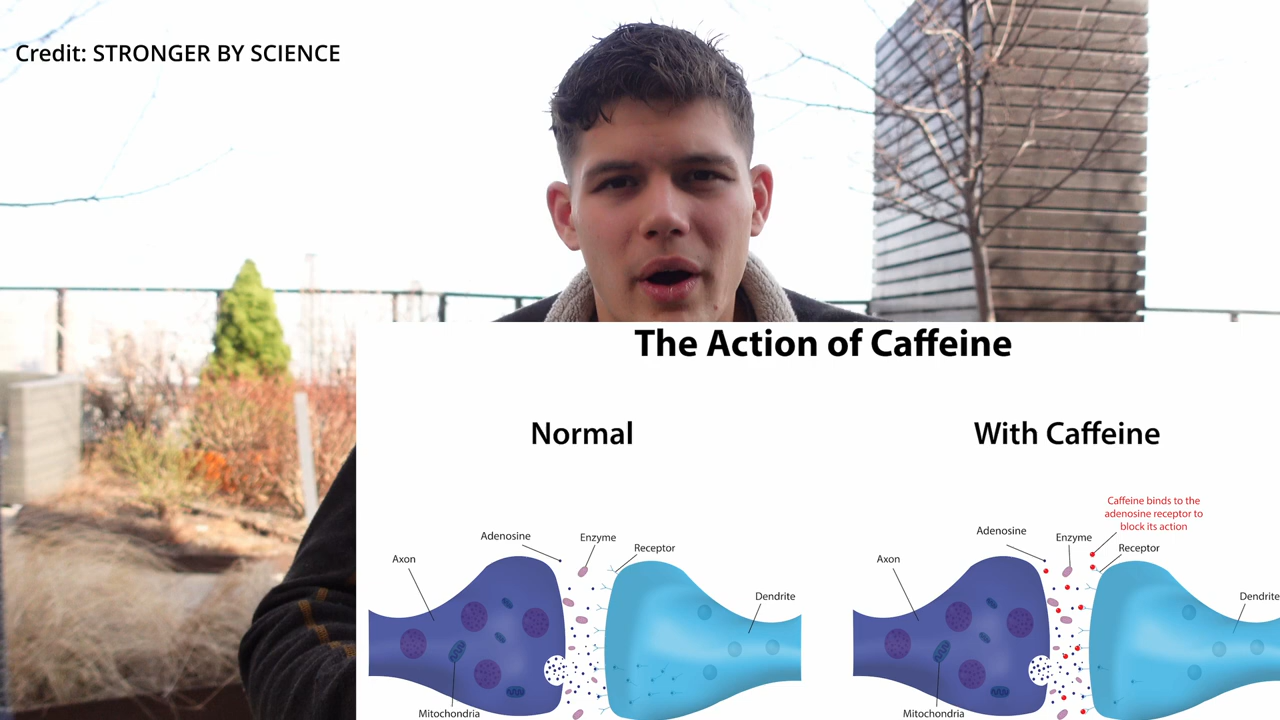 Credit: STRONGER BY SCIENCE
The Action of Caffeine
Normal
With Caffeine
Adenosine
Enzyme
Receptor
Axon
Dendrite
Mitochondria
Caffeine binds to the
adenosine receptor to
block its action
Adenosine
Enzyme
Receptor
Axon
Dendrite
Mitochondria